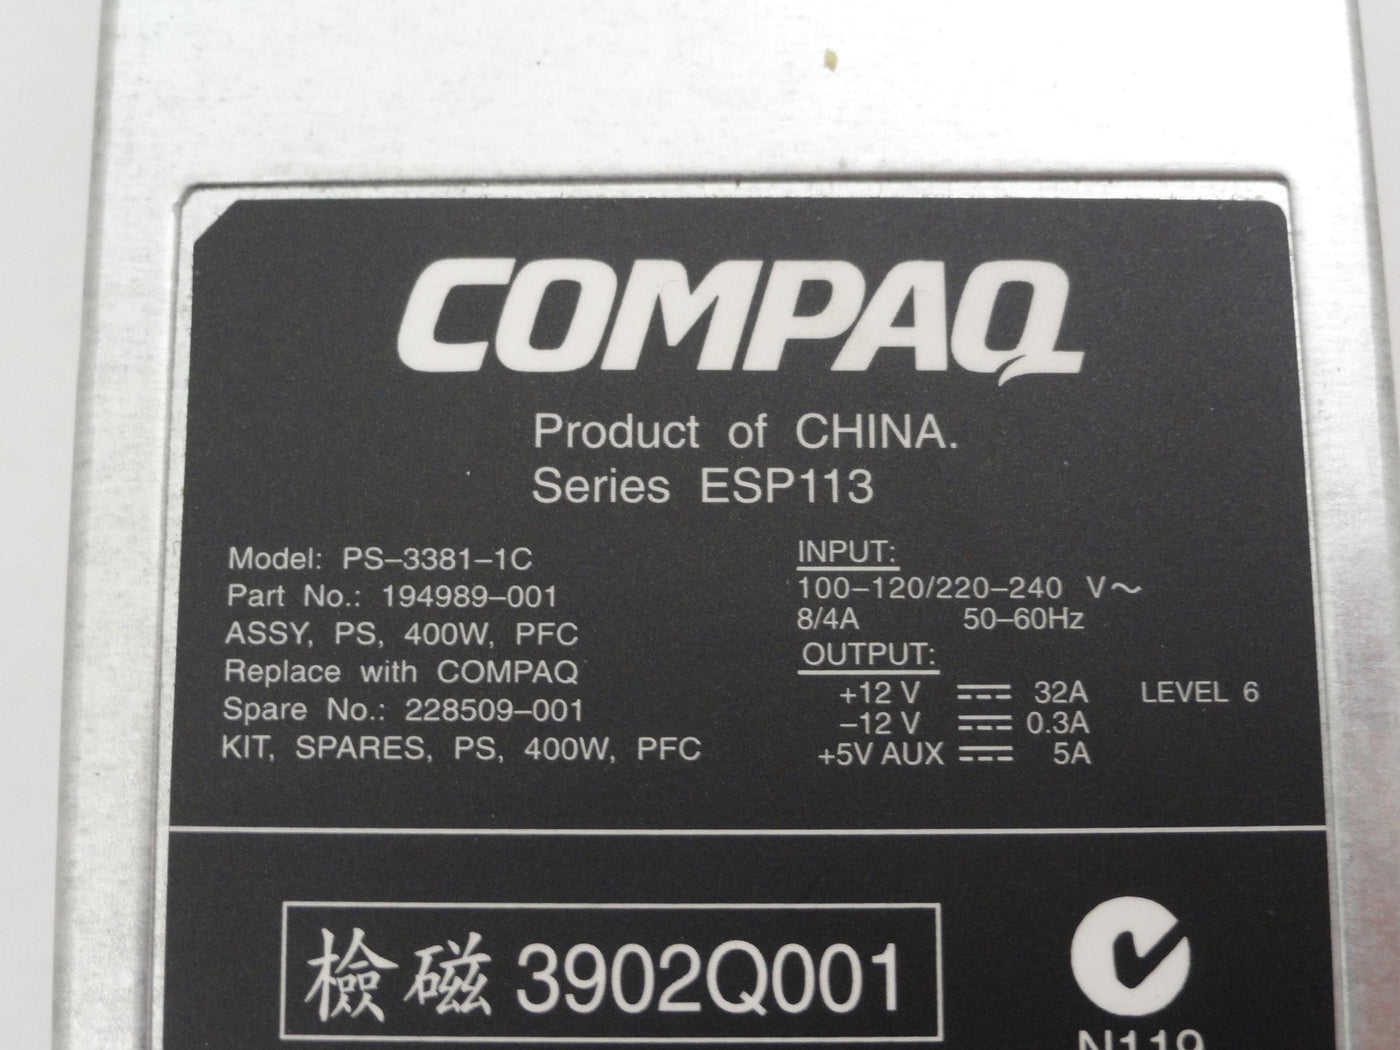 COMPAQ
Product of CHINA.
Series ESP113
Model: PS–3381–1C
Part No.: 194989–001
ASSY, PS, 400W, PFC
Replace with COMPAQ
Spare No.: 228509–001
KIT, SPARES, PS, 400W, PFC
INPUT:
100–120/220–240 V～
8/4A 50–60Hz
OUTPUT:
+12 V ⎓ 32A LEVEL 6
–12 V ⎓ 0.3A
+5V AUX ⎓ 5A
檢磁 3902Q001
N119